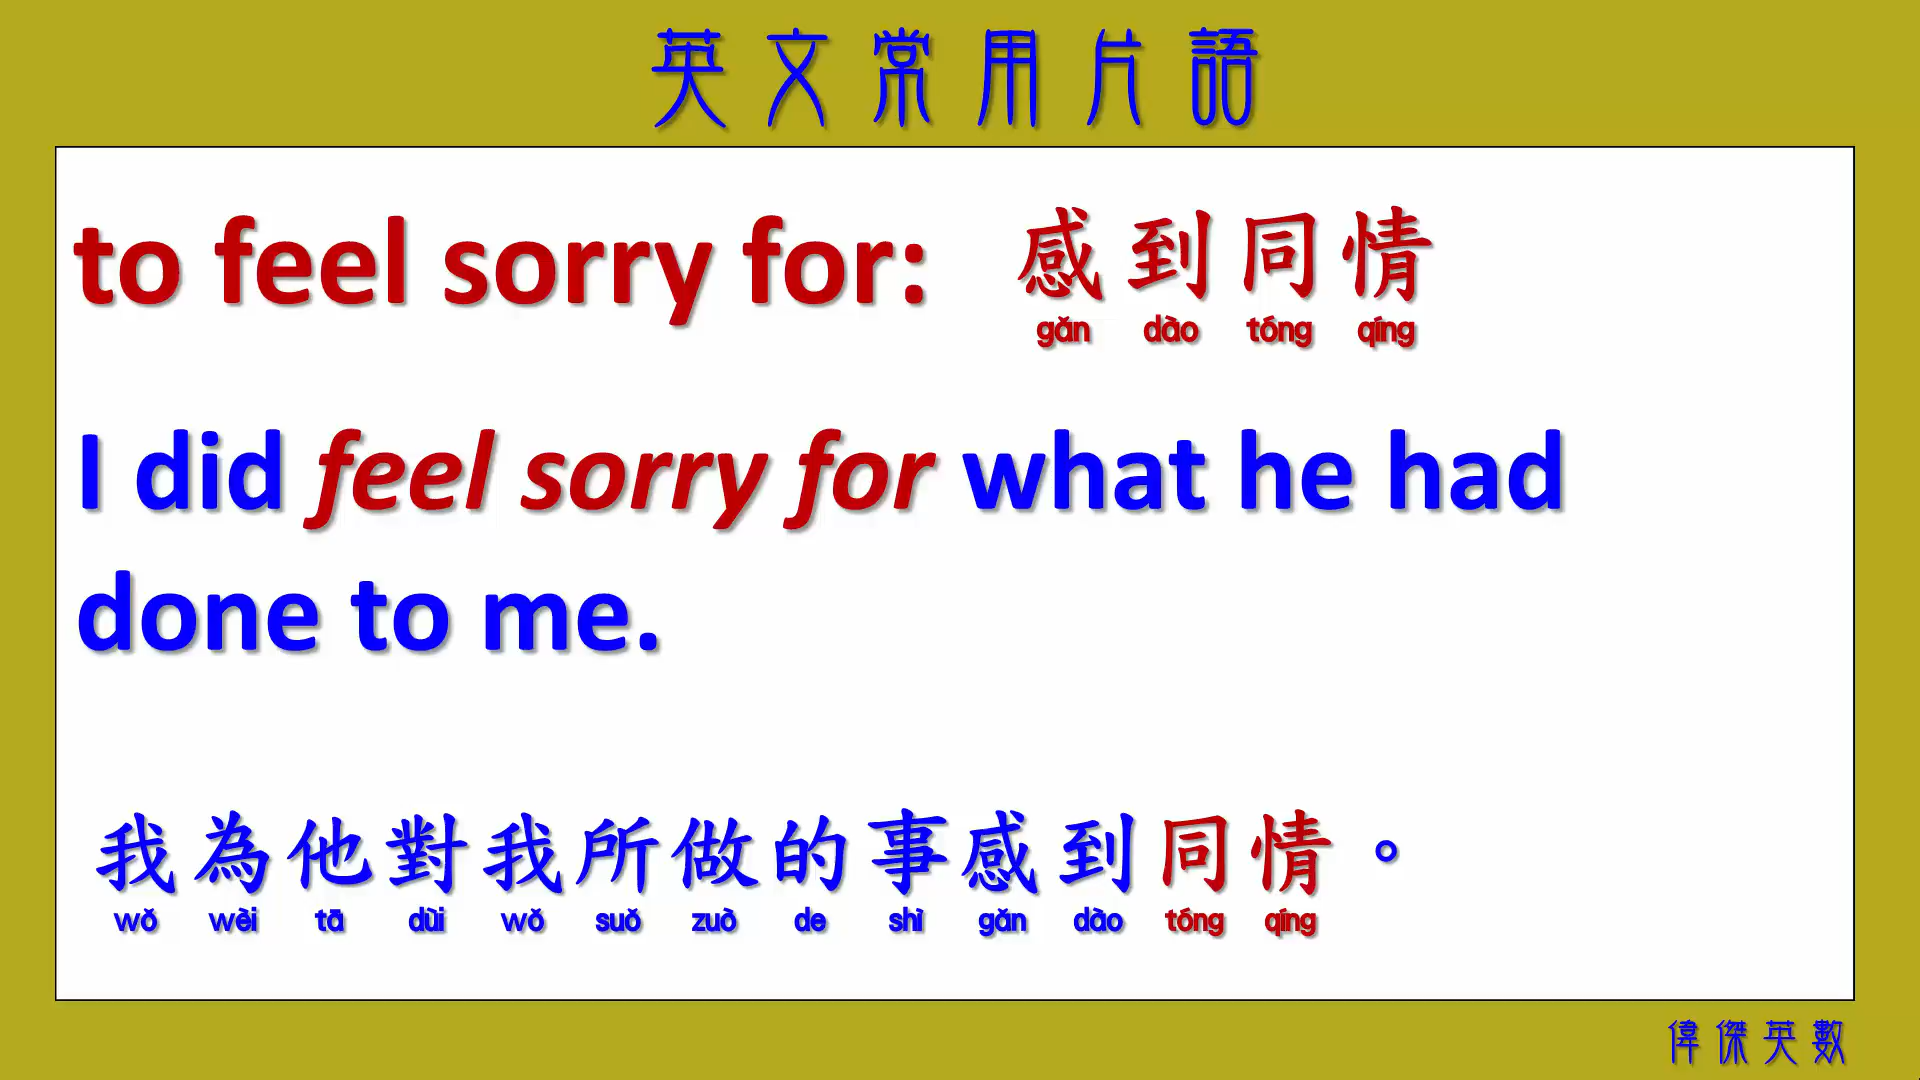 英文常用片語
to feel sorry for: 感到同情
gǎn dào tóng qíng
I did feel sorry for what he had
done to me.
我為他對我所做的事感到同情。
wǒ wèi tā dùi wǒ suǒ zuò de shì gǎn dào tóng qíng
偉傑英數